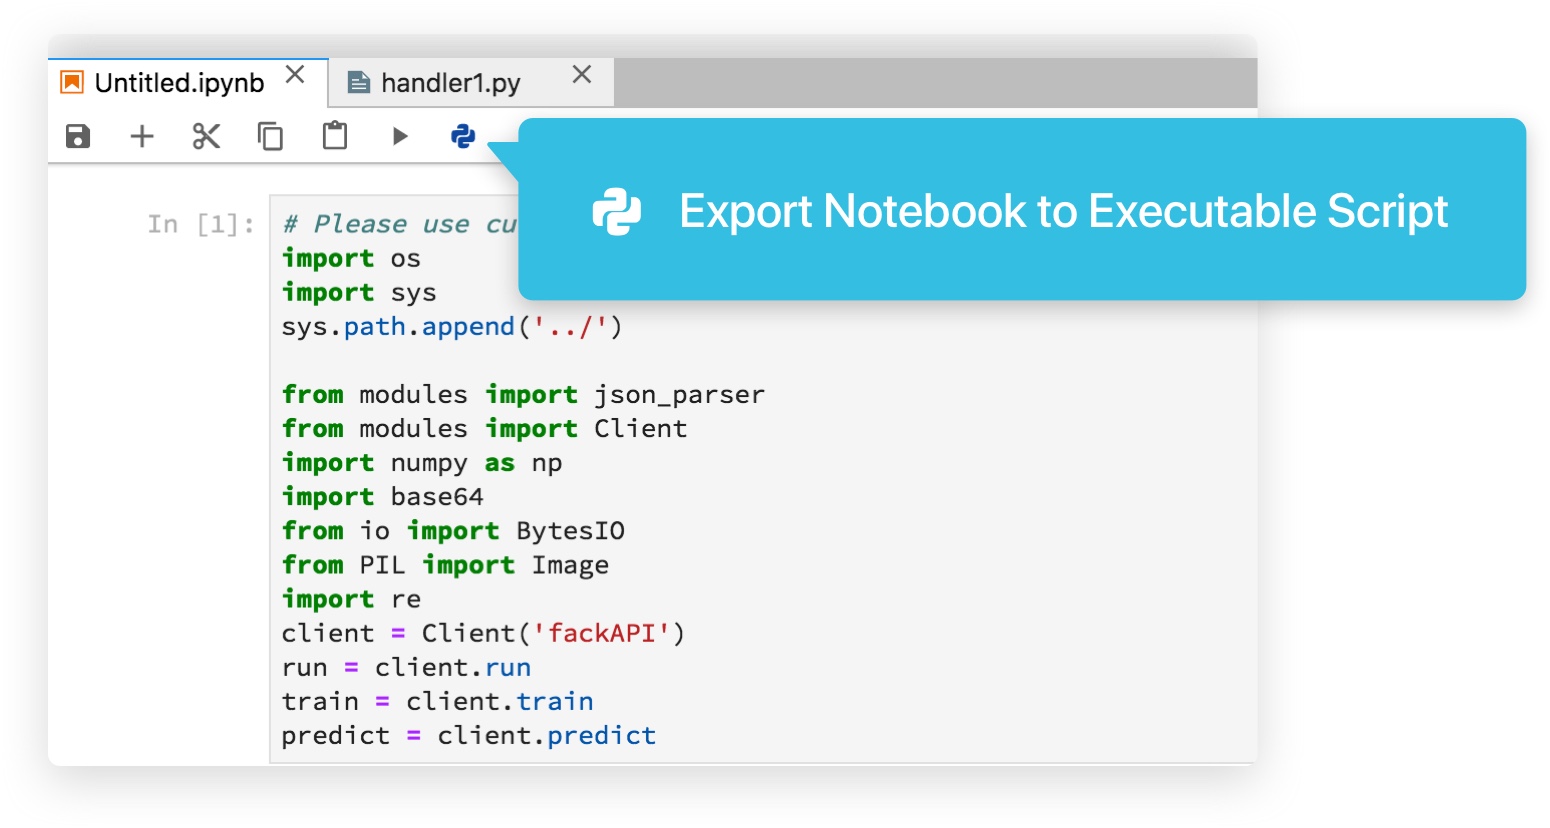 Untitled.ipynb
handler1.py
Export Notebook to Executable Script
In [1]:
# Please use
import os
import sys
sys.path.append('../')
from modules import json_parser
from modules import Client
import numpy as np
import base64
from io import BytesIO
from PIL import Image
import re
client = Client('fackAPI')
run = client.run
train = client.train
predict = client.predict